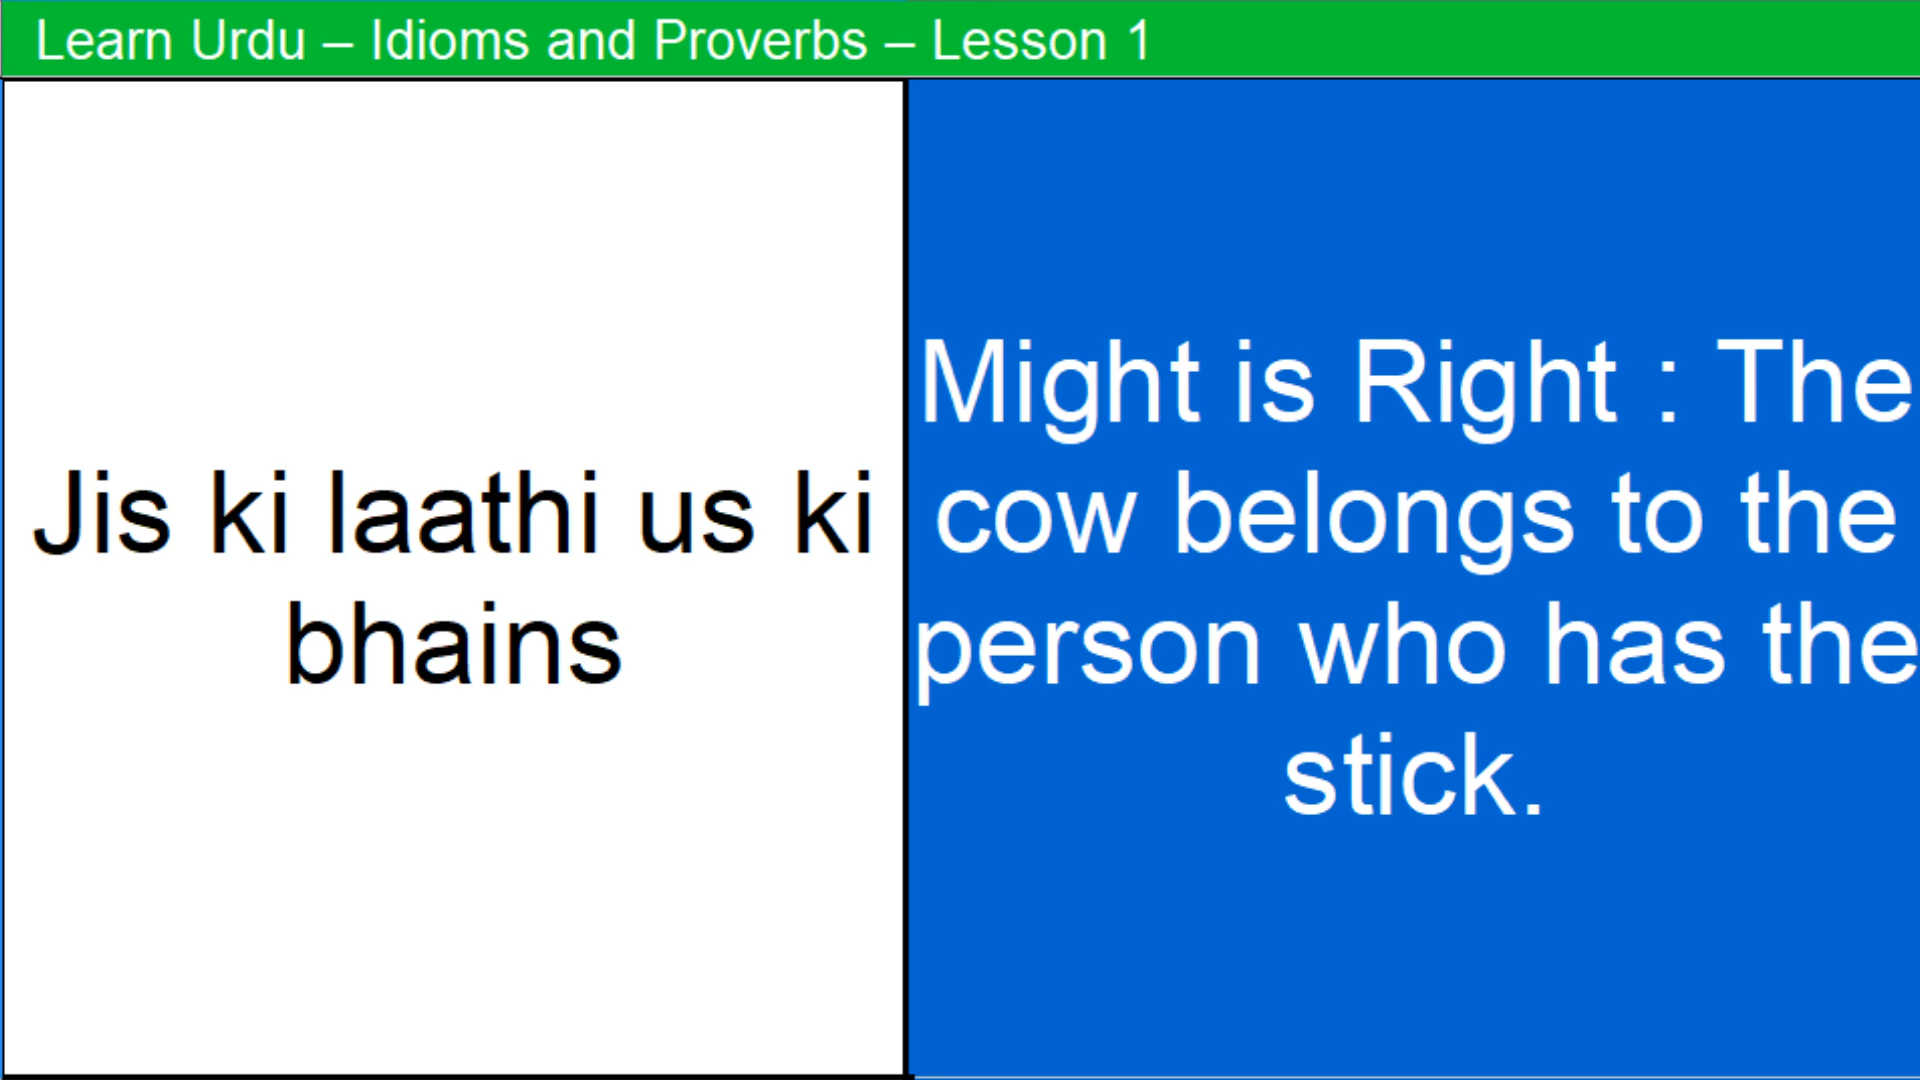 Learn Urdu – Idioms and Proverbs – Lesson 1
Jis ki laathi us ki
bhains
Might is Right : The
cow belongs to the
person who has the
stick.